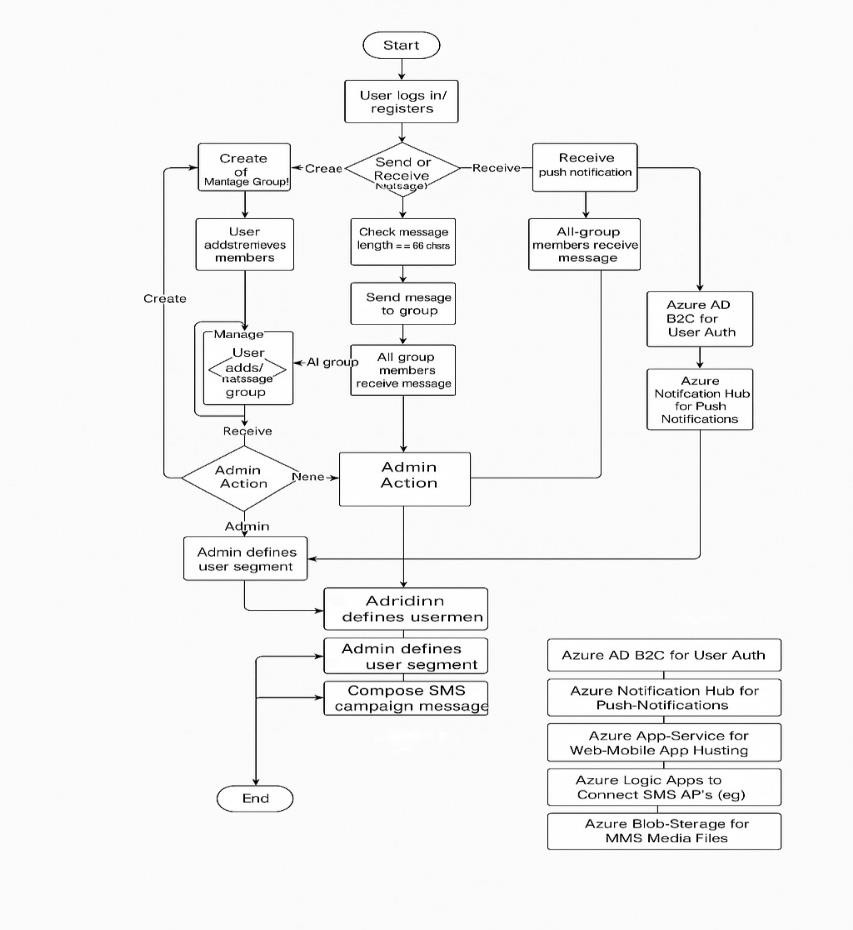 Start
User logs in/
registers
Create
of
Mantage Group!
Creae
Send or
Receive
Receive
Receive
push notification
User
addstremieves
members
Check message
length == 66 chsrs
All-group
members receive
message
Create
Send mesage
to group
Azure AD
B2C for
User Auth
Manage
User
adds/
natssage
group
AI group
All group
members
receive message
Azure
Notifcation Hub
for Push
Notifications
Receive
Admin
Action
Nene
Admin
Action
Admin
Admin defines
user segment
Adridinn
defines usermen
Admin defines
user segment
Compose SMS
campaign message
End
Azure AD B2C for User Auth
Azure Notification Hub for
Push-Notifications
Azure App-Service for
Web-Mobile App Husting
Azure Logic Apps to
Connect SMS AP's (eg)
Azure Blob-Sterage for
MMS Media Files